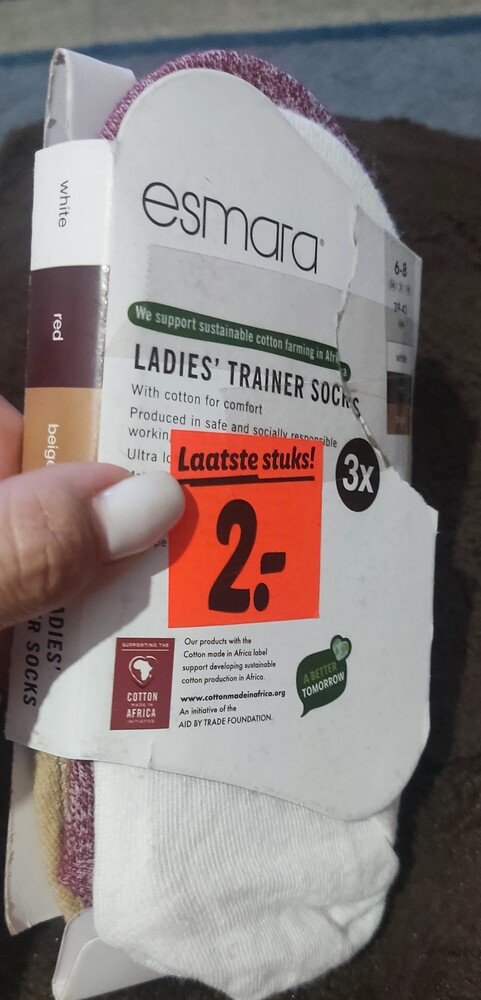 esmara®
We support sustainable cotton farming in Africa
LADIES' TRAINER SOCKS
With cotton for comfort
Produced in safe and socially responsible
Ultra
3x
Laatste stuks!
2.-
SUPPORTING THE
COTTON
MADE IN
AFRICA
INITIATIVE
Our products with the
Cotton made in Africa label
support developing sustainable
cotton production in Africa.
www.cottonmadeinafrica.org
An initiative of the
AID BY TRADE FOUNDATION.
A BETTER
TOMORROW
white
red
beige
ADIES'
R SOCKS
6-8
white